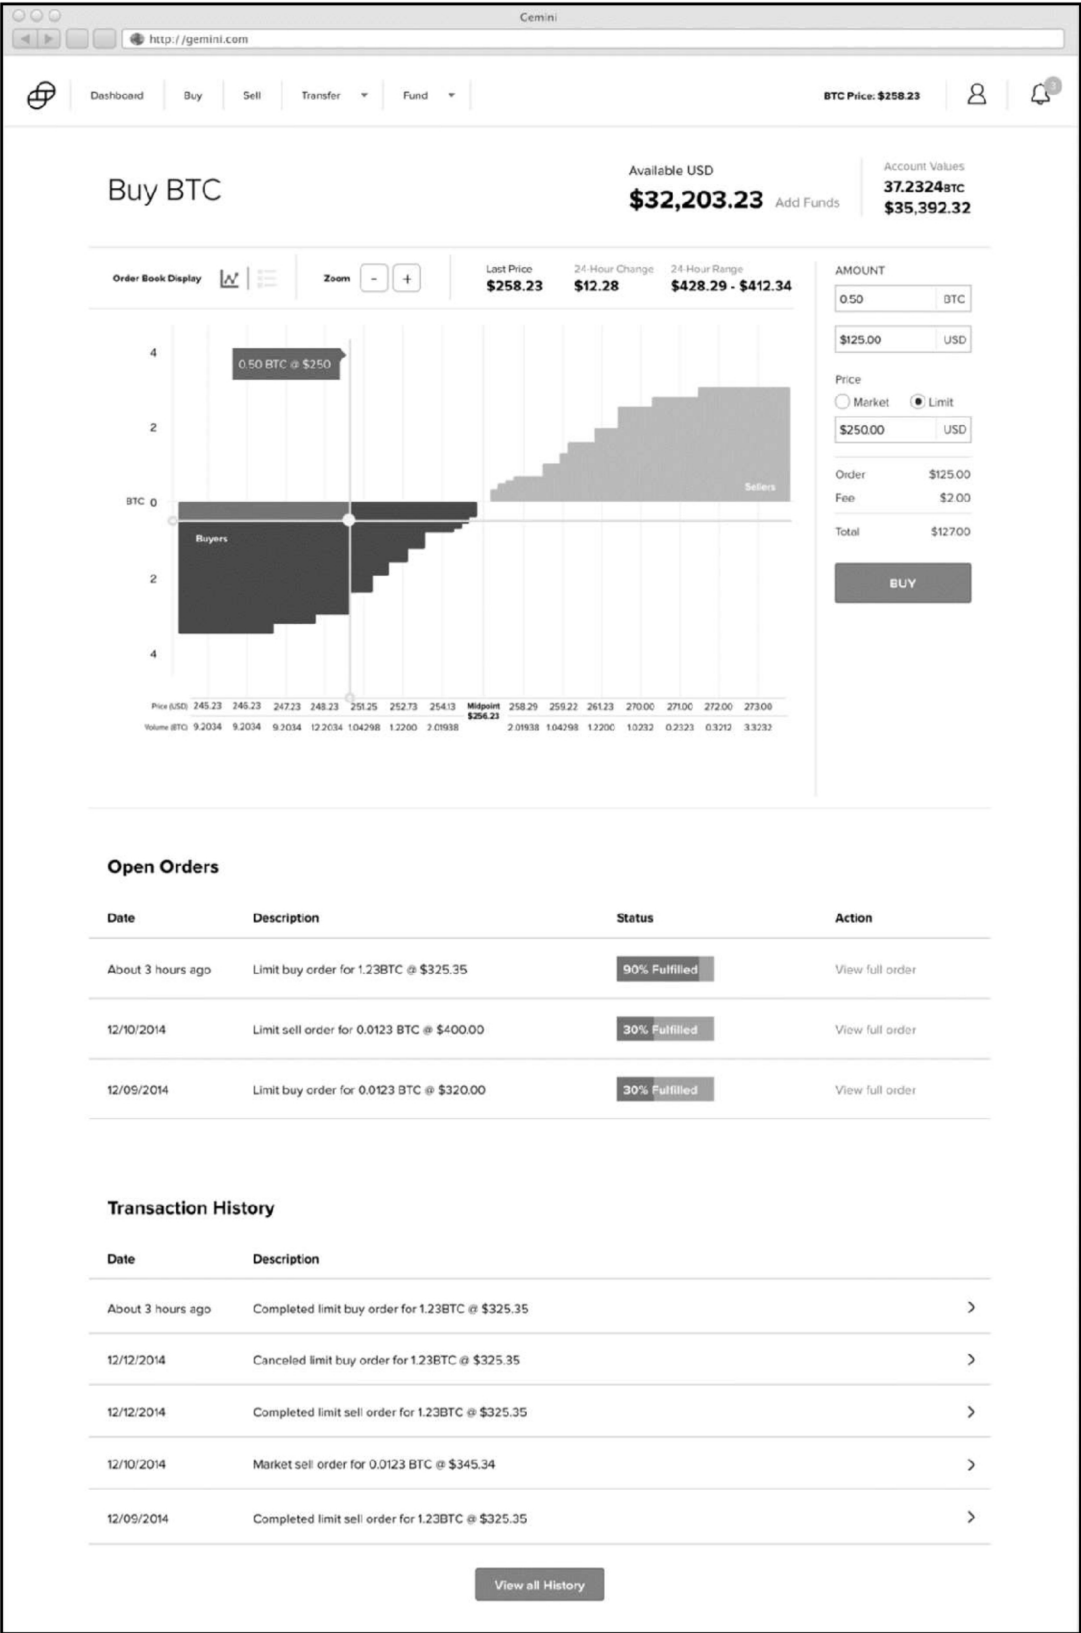 Gemini
http://gemini.com
Dashboard Buy Sell Transfer Fund BTC Price: $258.23 3
Buy BTC
Available USD
$32,203.23 Add Funds
Account Values
37.2324BTC
$35,392.32
Order Book Display Zoom - +
Last Price 24-Hour Change 24-Hour Range
$258.23 $12.28 $428.29 - $412.34
AMOUNT
0.50 BTC
$125.00 USD
Price
Market Limit
$250.00 USD
Order $125.00
Fee $2.00
Total $127.00
BUY
4
0.50 BTC @ $250
2
Sellers
BTC 0
Buyers
2
4
Price (USD) 245.23 246.23 247.23 248.23 251.25 252.73 254.13 Midpoint 258.29 259.22 261.23 270.00 271.00 272.00 273.00
$256.23
Volume (BTC) 9.2034 9.2034 9.2034 12.2034 1.04298 1.2200 2.01938 2.01938 1.04298 1.2200 1.0232 0.2323 0.3212 3.3232
Open Orders
Date Description Status Action
About 3 hours ago Limit buy order for 1.23BTC @ $325.35 90% Fulfilled View full order
12/10/2014 Limit sell order for 0.0123 BTC @ $400.00 30% Fulfilled View full order
12/09/2014 Limit buy order for 0.0123 BTC @ $320.00 30% Fulfilled View full order
Transaction History
Date Description
About 3 hours ago Completed limit buy order for 1.23BTC @ $325.35
12/12/2014 Canceled limit buy order for 1.23BTC @ $325.35
12/12/2014 Completed limit sell order for 1.23BTC @ $325.35
12/10/2014 Market sell order for 0.0123 BTC @ $345.34
12/09/2014 Completed limit sell order for 1.23BTC @ $325.35
View all History